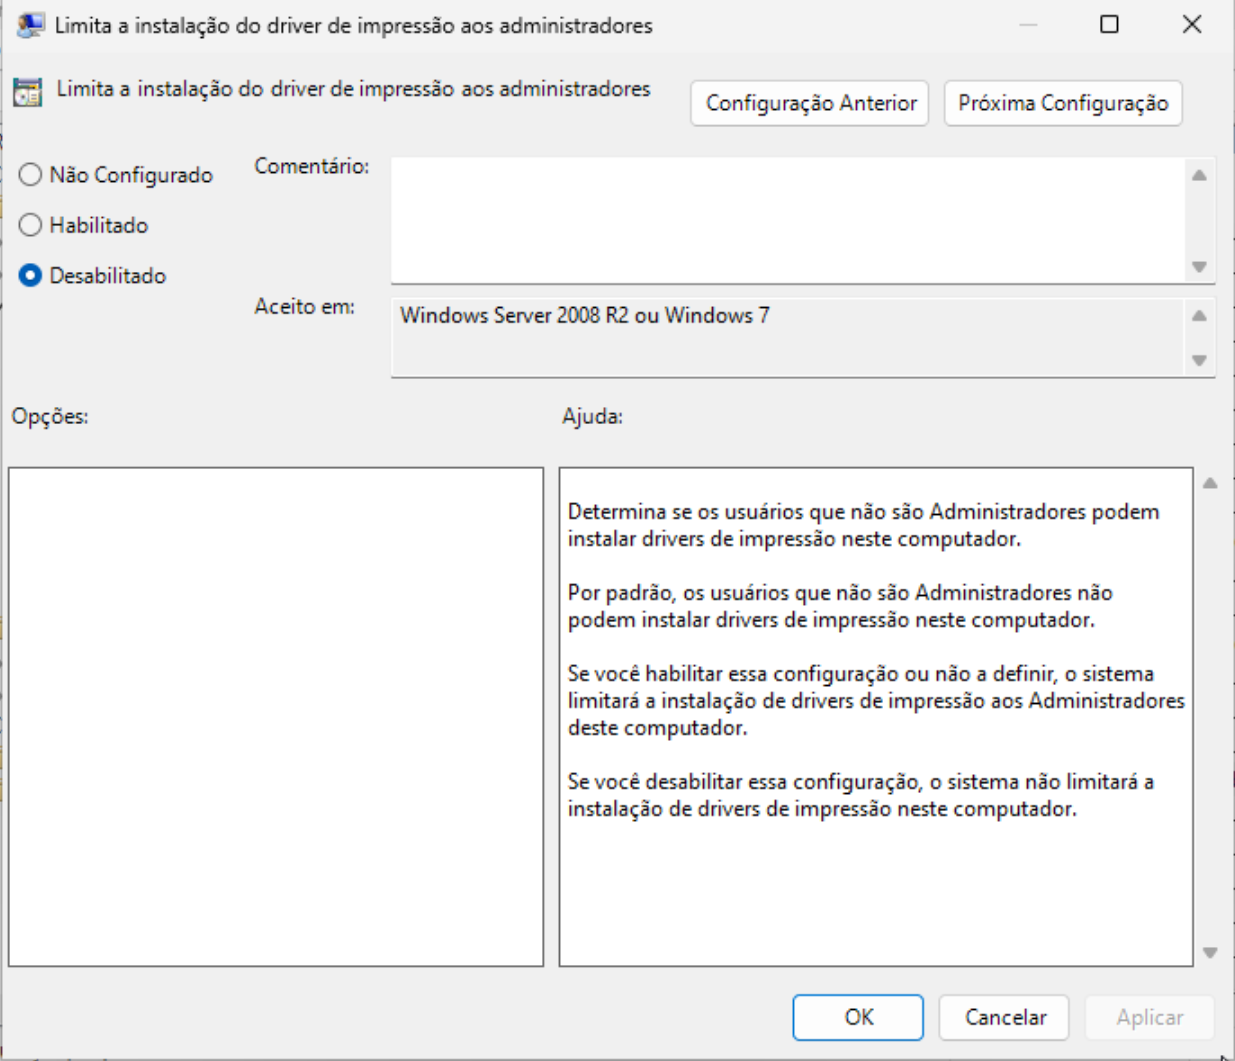 Limita a instalação do driver de impressão aos administradores
Limita a instalação do driver de impressão aos administradores
Configuração Anterior
Próxima Configuração
Não Configurado
Habilitado
Desabilitado
Comentário:
Aceito em:
Windows Server 2008 R2 ou Windows 7
Opções:
Ajuda:
Determina se os usuários que não são Administradores podem
instalar drivers de impressão neste computador.
Por padrão, os usuários que não são Administradores não
podem instalar drivers de impressão neste computador.
Se você habilitar essa configuração ou não a definir, o sistema
limitará a instalação de drivers de impressão aos Administradores
deste computador.
Se você desabilitar essa configuração, o sistema não limitará a
instalação de drivers de impressão neste computador.
OK
Cancelar
Aplicar